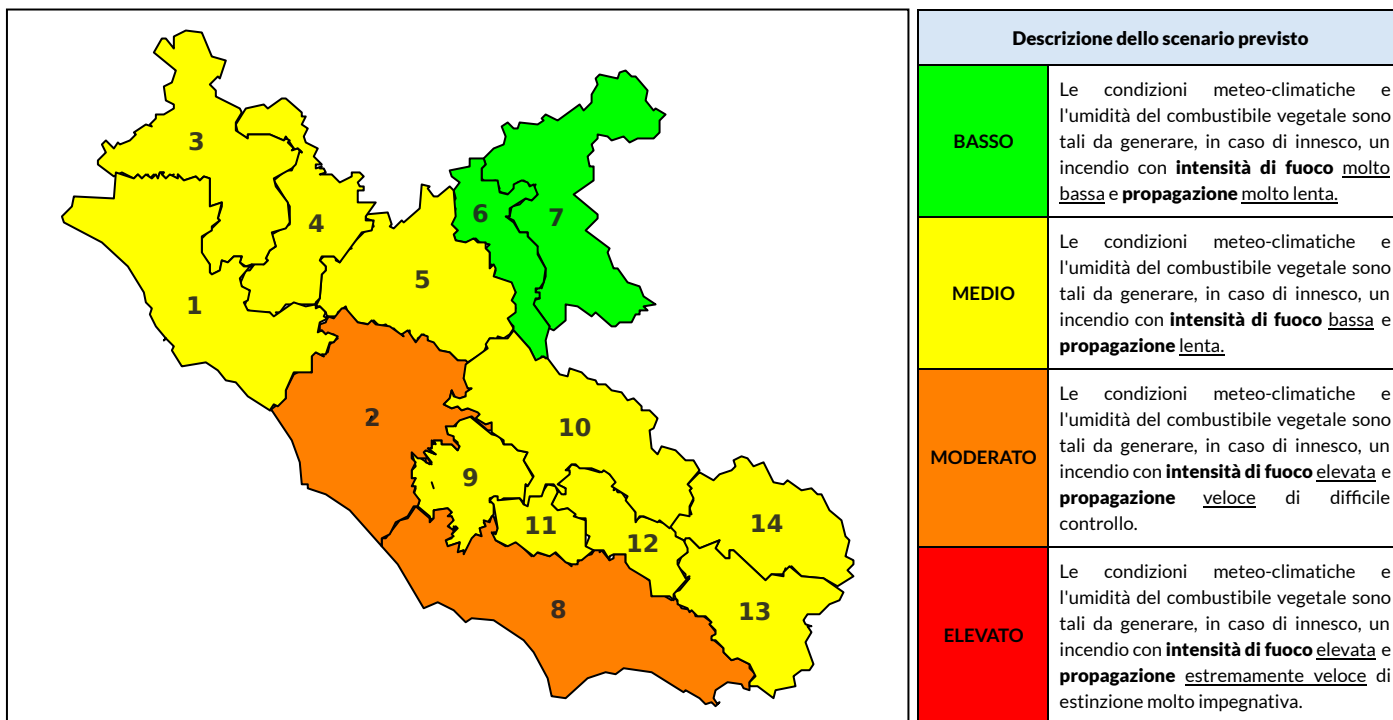 3
4
6
7
5
1
2
10
9
11
12
14
8
13
Descrizione dello scenario previsto
BASSO
Le condizioni meteo-climatiche e
l'umidità del combustibile vegetale sono
tali da generare, in caso di innesco, un
incendio con intensità di fuoco molto
bassa e propagazione molto lenta.
MEDIO
Le condizioni meteo-climatiche e
l'umidità del combustibile vegetale sono
tali da generare, in caso di innesco, un
incendio con intensità di fuoco bassa e
propagazione lenta.
MODERATO
Le condizioni meteo-climatiche e
l'umidità del combustibile vegetale sono
tali da generare, in caso di innesco, un
incendio con intensità di fuoco elevata e
propagazione veloce di difficile
controllo.
ELEVATO
Le condizioni meteo-climatiche e
l'umidità del combustibile vegetale sono
tali da generare, in caso di innesco, un
incendio con intensità di fuoco elevata e
propagazione estremamente veloce di
estinzione molto impegnativa.